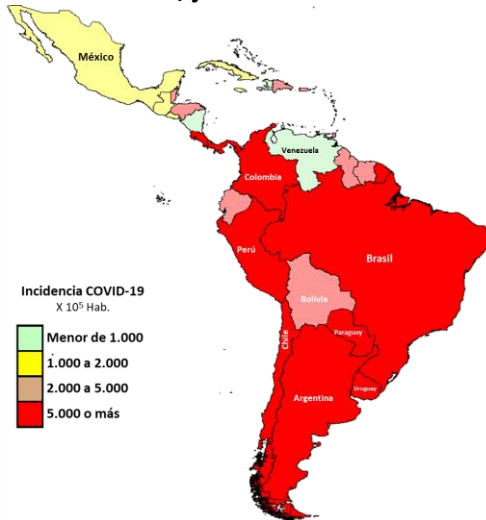 México
Venezuela
Colombia
Perú
Brasil
Bolivia
Paraguay
Chile
Uruguay
Argentina
Incidencia COVID-19
X 10⁵ Hab.
Menor de 1.000
1.000 a 2.000
2.000 a 5.000
5.000 o más